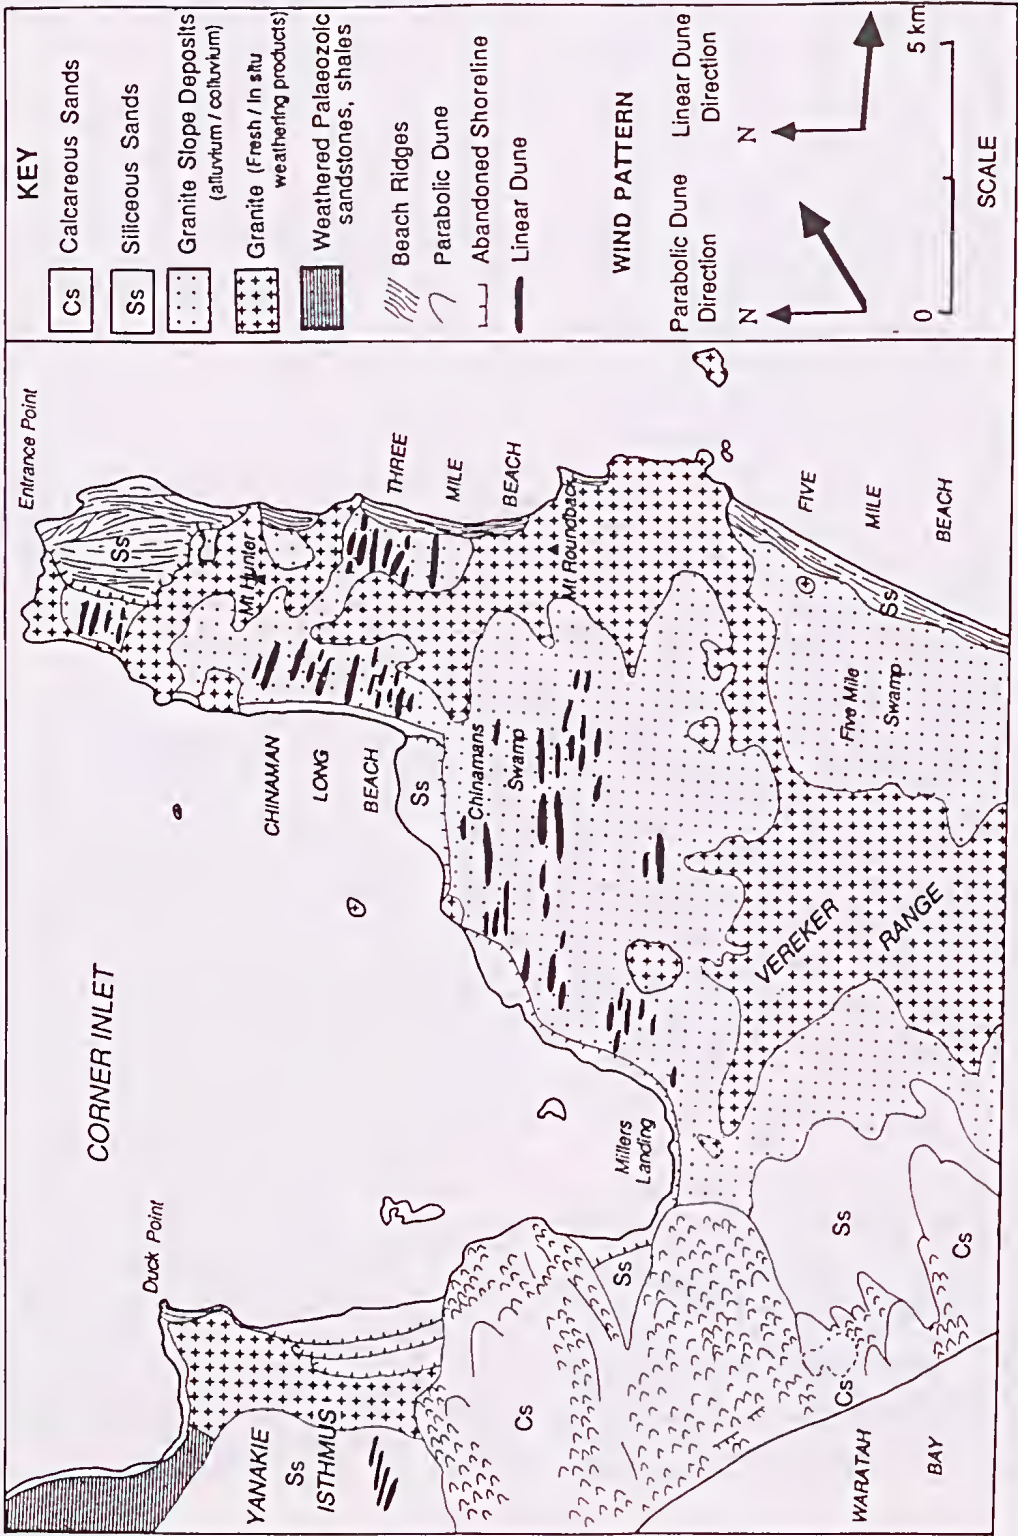 KEY
Cs Calcareous Sands
Ss Siliceous Sands
Granite Slope Deposits
(alluvium / colluvium)
Granite (Fresh / In situ
weathering products)
Weathered Palaeozoic
sandstones, shales
Beach Ridges
Parabolic Dune
Abandoned Shoreline
Linear Dune
WIND PATTERN
Parabolic Dune
Direction
Linear Dune
Direction
N
N
0
5 km
SCALE
Entrance Point
Ss
Mt Hunter
THREE
MILE
BEACH
Mt Roundback
FIVE
MILE
BEACH
Ss
Five Mile
Swamp
CHINAMAN
LONG
BEACH
Ss
Chinamans
Swamp
VEREKER
RANGE
CORNER INLET
Millers
Landing
Duck Point
Ss
Ss
Cs
Cs
Cs
YANAKIE
Ss
ISTHMUS
WARATAH
BAY